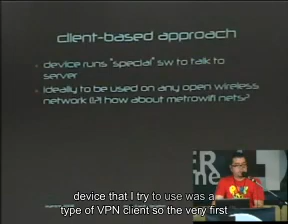 client-based approach
device runs "special" sw to talk to
server
ideally to be used on any open wireless
network (!?) how about metrowifi nets?
device that I try to use was a
type of VPN client so the very first